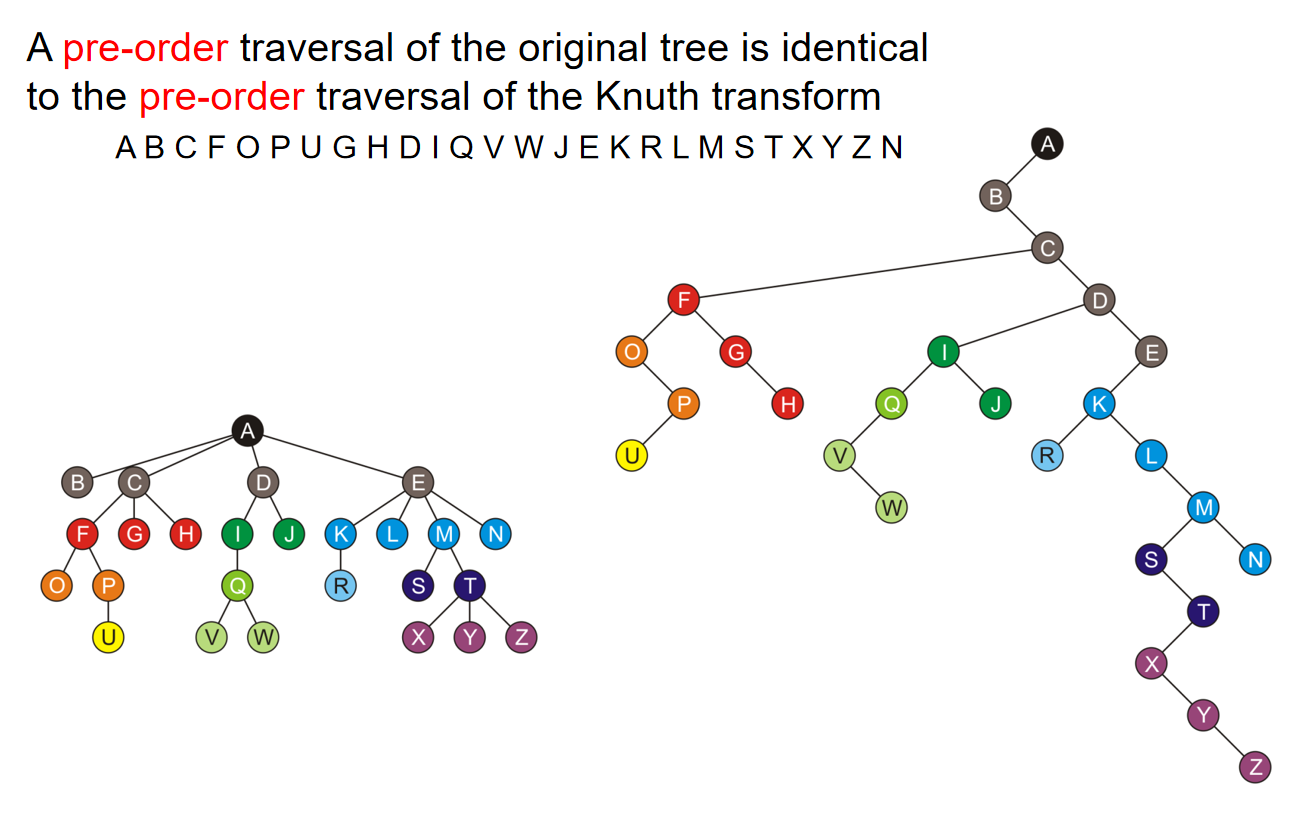 A pre-order traversal of the original tree is identical
to the pre-order traversal of the Knuth transform
A B C F O P U G H D I Q V W J E K R L M S T X Y Z N
A
B
C
F D
O G I E
P H Q J K
U V R L
W M
S N
T
X
Y
Z
A
B C D E
F G H I J K L M N
O P Q R S T
U V W X Y Z